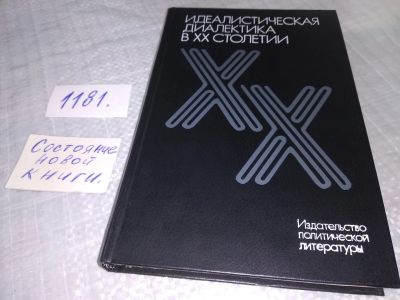 ИДЕАЛИСТИЧЕСКАЯ
ДИАЛЕКТИКА
В XX СТОЛЕТИИ
XX
1181.
Состояние
новой
книги.
Издательство
политической
литературы